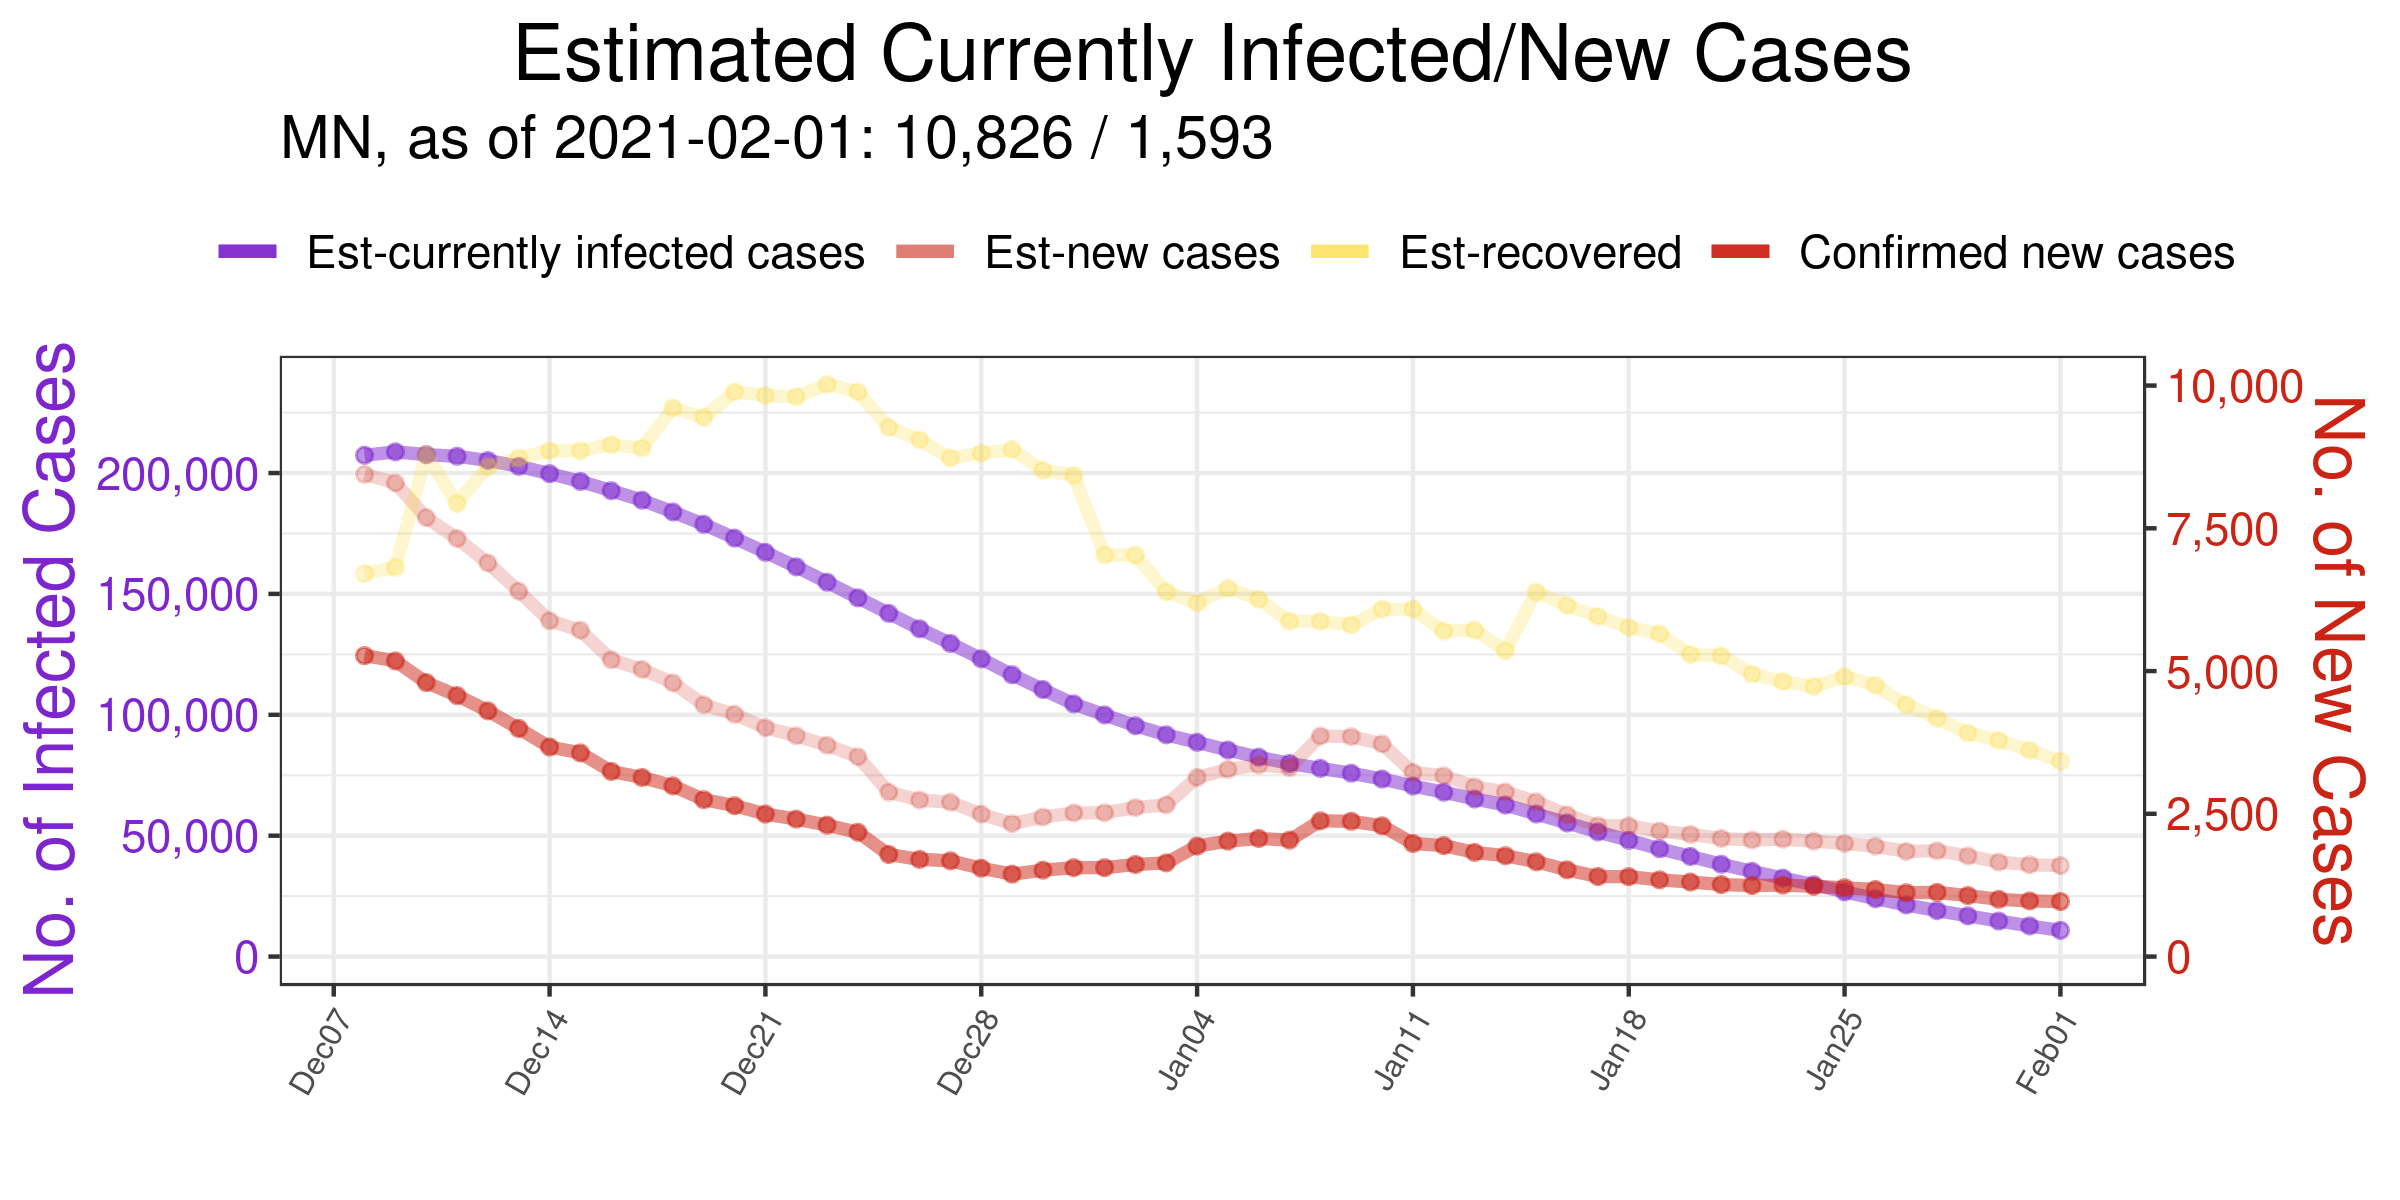 Estimated Currently Infected/New Cases
MN, as of 2021-02-01: 10,826 / 1,593
Est-currently infected cases Est-new cases Est-recovered Confirmed new cases
No. of Infected Cases
200,000
150,000
100,000
50,000
0
10,000
7,500
5,000
2,500
0
No. of New Cases
Dec07 Dec14 Dec21 Dec28 Jan04 Jan11 Jan18 Jan25 Feb01